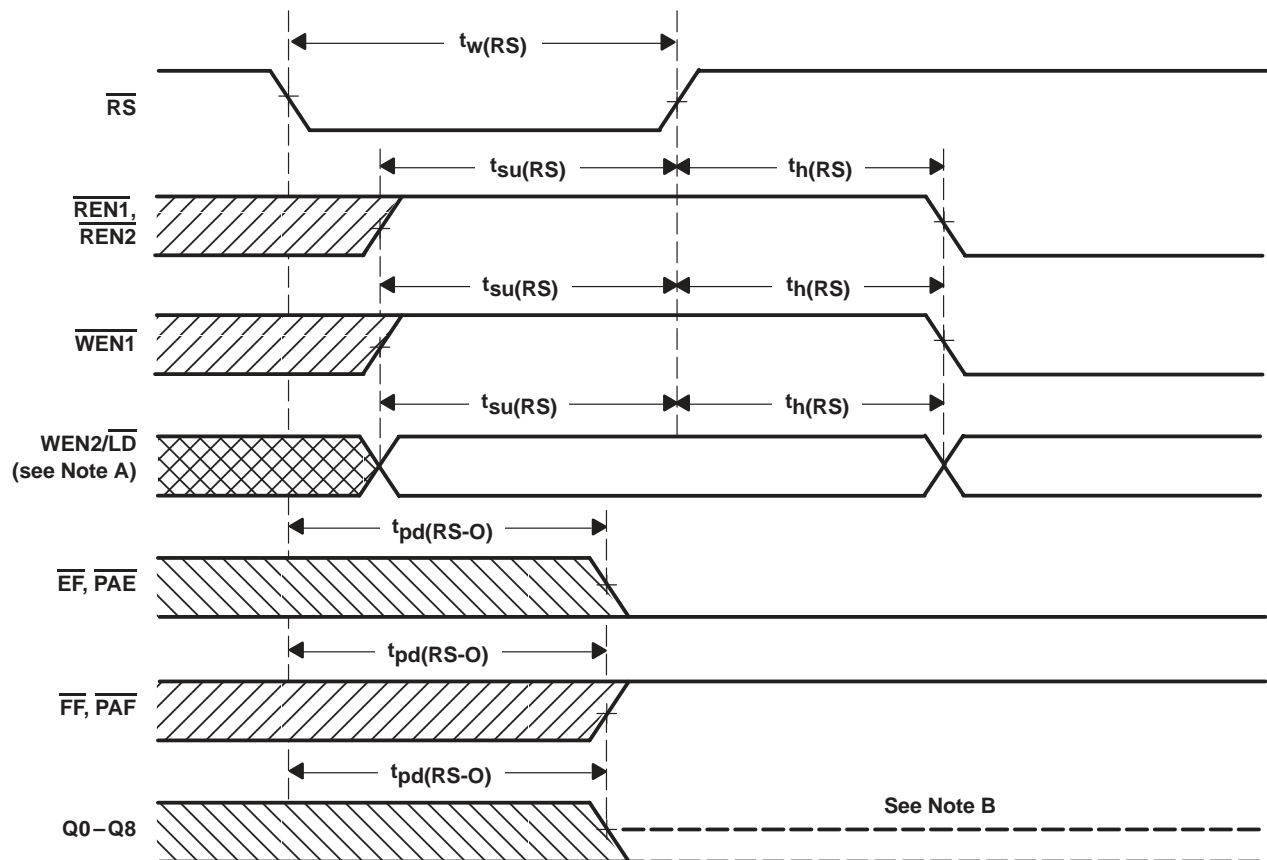 tw(RS)
RS
tsu(RS) th(RS)
REN1,
REN2
tsu(RS) th(RS)
WEN1
tsu(RS) th(RS)
WEN2/LD
(see Note A)
tpd(RS-O)
EF, PAE
tpd(RS-O)
FF, PAF
tpd(RS-O)
See Note B
Q0–Q8